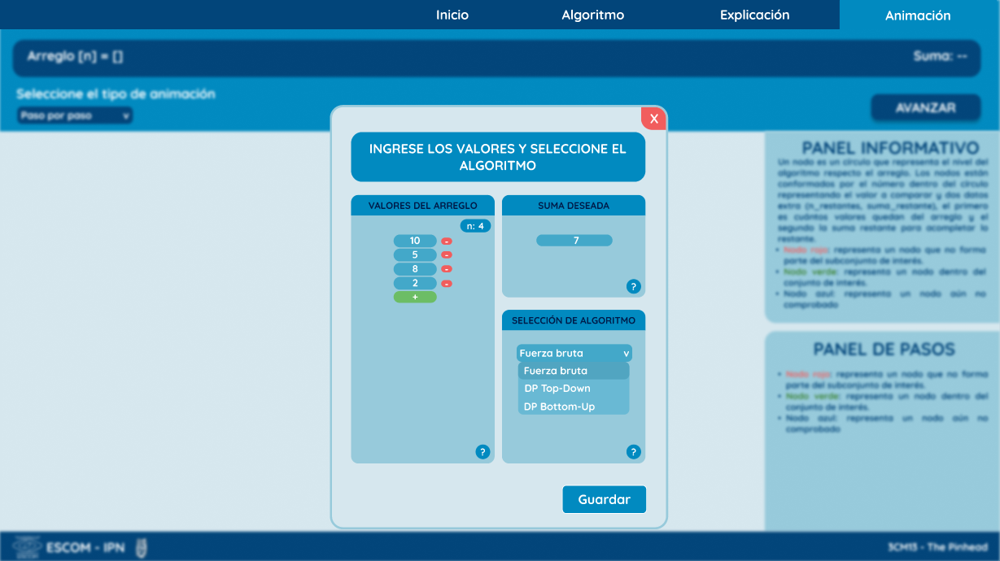 Inicio
Algoritmo
Explicación
Animación
Arreglo [n] = []
Suma: --
Seleccione el tipo de animación
Paso por paso v
AVANZAR
X
INGRESE LOS VALORES Y SELECCIONE EL
ALGORITMO
VALORES DEL ARREGLO
n: 4
10 -
5 -
8 -
2 -
+
?
SUMA DESEADA
7
?
SELECCIÓN DE ALGORITMO
Fuerza bruta v
Fuerza bruta
DP Top-Down
DP Bottom-Up
?
Guardar
PANEL INFORMATIVO
Un nodo es un círculo que representa el nivel del
algoritmo respecto el arreglo. Los nodos están
conformados por el número dentro del círculo
representando el valor a comparar y dos datos
extra (n_restantes, suma_restante), el primero
es cuántos valores quedan del arreglo y el
segundo la suma restante para acompletar la
restante.
• Nodo rojo: representa un nodo que no forma
parte del subconjunto de interés.
• Nodo verde: representa un nodo dentro del
conjunto de interés.
• Nodo azul: representa un nodo aún no
comprobado
PANEL DE PASOS
• Nodo rojo: representa un nodo que no forma
parte del subconjunto de interés.
• Nodo verde: representa un nodo dentro del
conjunto de interés.
• Nodo azul: representa un nodo aún no
comprobado
ESCOM - IPN
3CM13 - The Pinhead